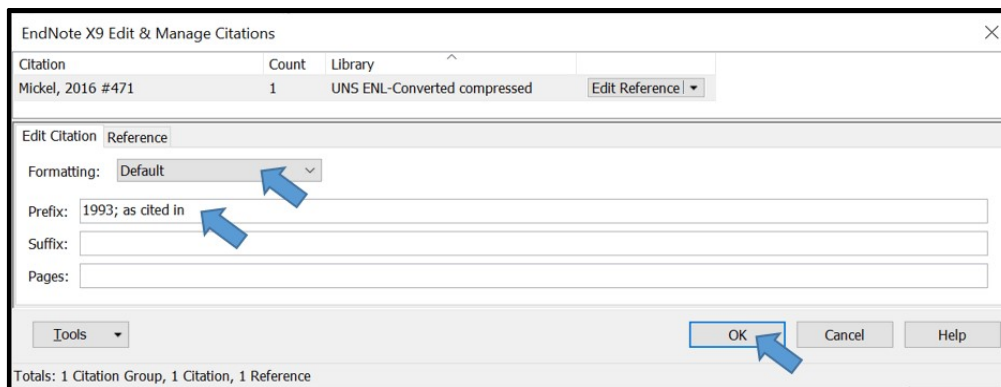 EndNote X9 Edit & Manage Citations
Citation Count Library
Mickel, 2016 #471 1 UNS ENL-Converted compressed Edit Reference
Edit Citation Reference
Formatting: Default
Prefix: 1993; as cited in
Suffix:
Pages:
Tools OK Cancel Help
Totals: 1 Citation Group, 1 Citation, 1 Reference